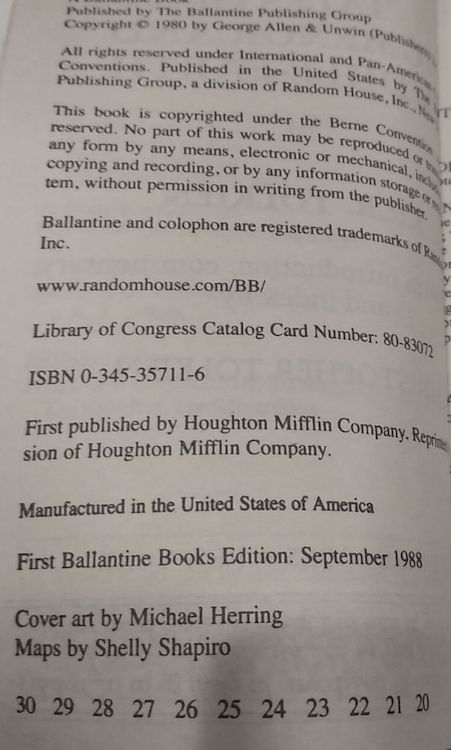 Published by The Ballantine Publishing Group
Copyright © 1980 by George Allen & Unwin (Publishers)
All rights reserved under International and Pan-American
Conventions. Published in the United States by The
Publishing Group, a division of Random House, Inc., New
This book is copyrighted under the Berne Convention
reserved. No part of this work may be reproduced or
any form by any means, electronic or mechanical,
copying and recording, or by any information storage or
tem, without permission in writing from the publisher.
Ballantine and colophon are registered trademarks of
Inc.
www.randomhouse.com/BB/
Library of Congress Catalog Card Number: 80-83072
ISBN 0-345-35711-6
First published by Houghton Mifflin Company.
sion of Houghton Mifflin Company.
Manufactured in the United States of America
First Ballantine Books Edition: September 1988
Cover art by Michael Herring
Maps by Shelly Shapiro
30 29 28 27 26 25 24 23 22 21 20